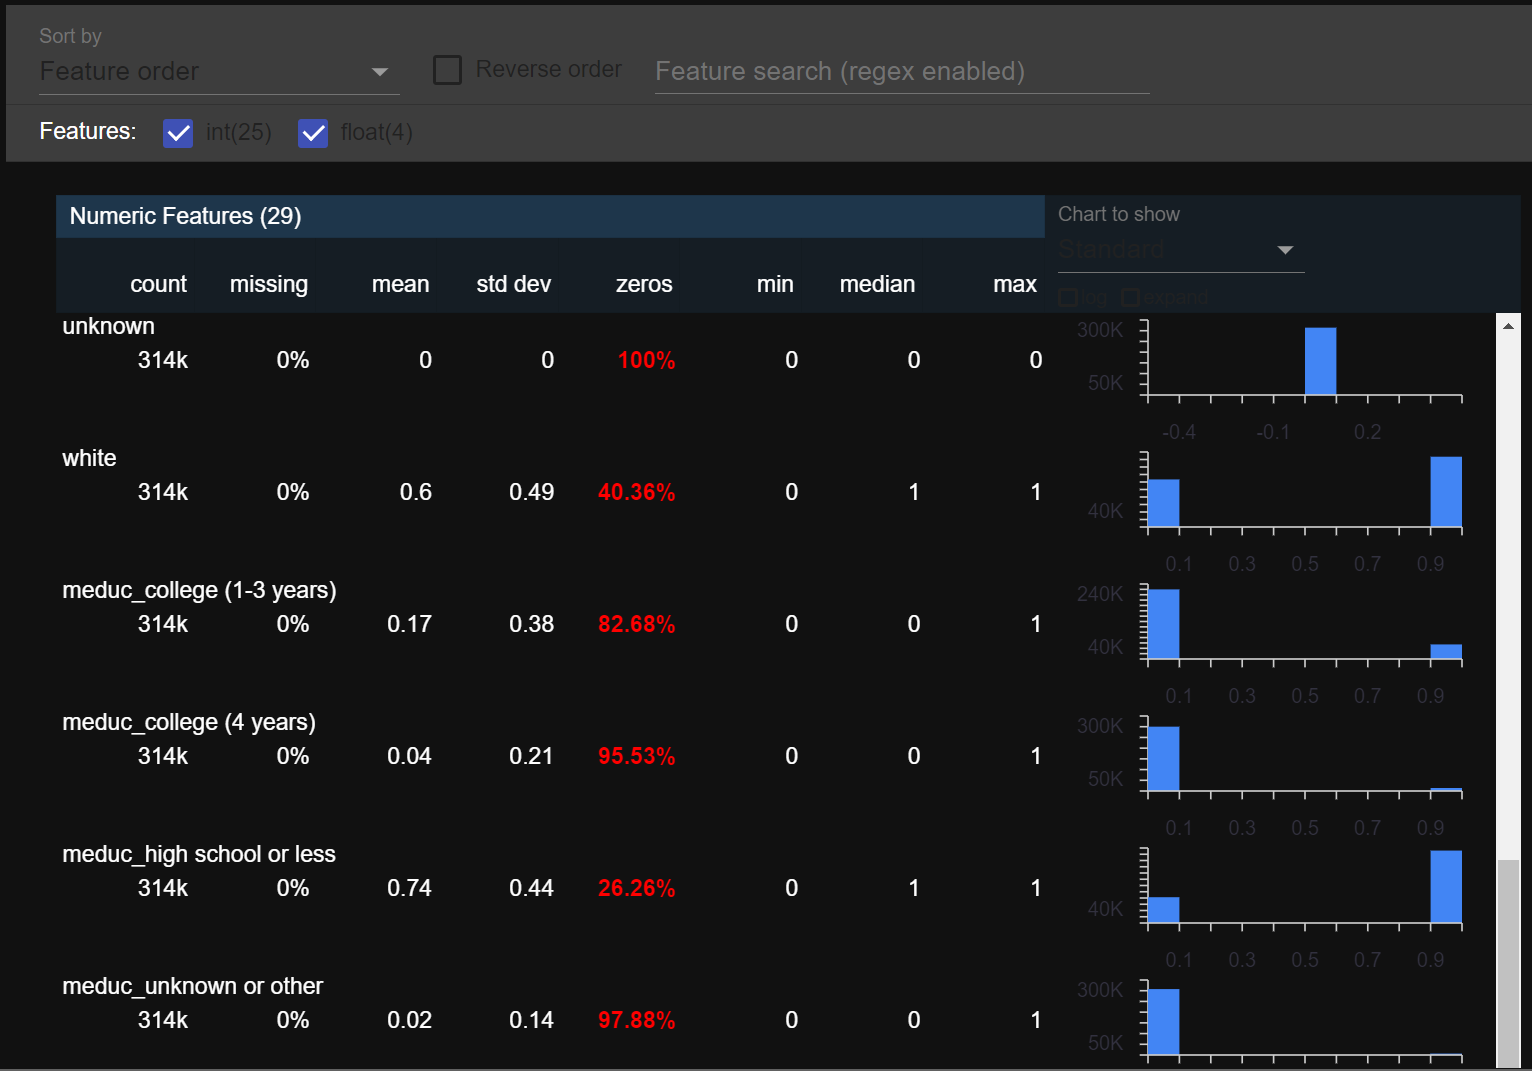 Sort by
Feature order
Reverse order
Feature search (regex enabled)
Features: int(25) float(4)
Numeric Features (29)
Chart to show
Standard
count missing mean std dev zeros min median max
log expand
unknown
314k 0% 0 0 100% 0 0 0
300K
50K
-0.4 -0.1 0.2
white
314k 0% 0.6 0.49 40.36% 0 1 1
40K
0.1 0.3 0.5 0.7 0.9
meduc_college (1-3 years)
314k 0% 0.17 0.38 82.68% 0 0 1
240K
40K
0.1 0.3 0.5 0.7 0.9
meduc_college (4 years)
314k 0% 0.04 0.21 95.53% 0 0 1
300K
50K
0.1 0.3 0.5 0.7 0.9
meduc_high school or less
314k 0% 0.74 0.44 26.26% 0 1 1
40K
0.1 0.3 0.5 0.7 0.9
meduc_unknown or other
314k 0% 0.02 0.14 97.88% 0 0 1
300K
50K